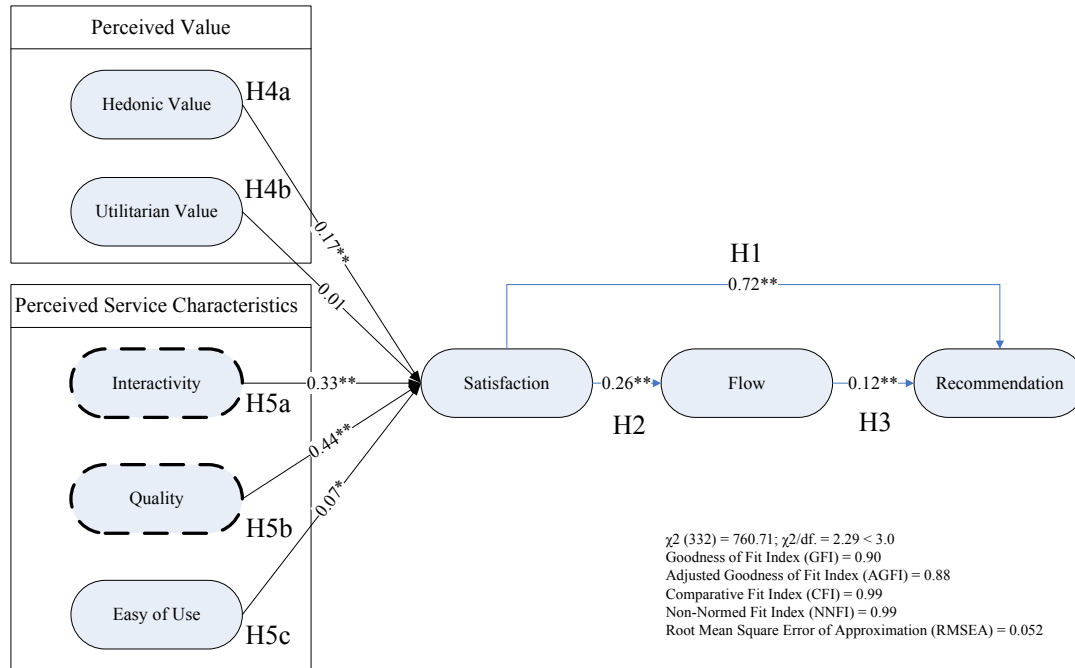 Perceived Value
Hedonic Value
H4a
Utilitarian Value
H4b
0.17**
0.01
Perceived Service Characteristics
Interactivity
H5a
0.33**
Quality
H5b
0.44**
Easy of Use
H5c
0.07*
Satisfaction
H1
0.72**
0.26**
H2
Flow
0.12**
H3
Recommendation
χ2 (332) = 760.71; χ2/df. = 2.29 < 3.0
Goodness of Fit Index (GFI) = 0.90
Adjusted Goodness of Fit Index (AGFI) = 0.88
Comparative Fit Index (CFI) = 0.99
Non-Normed Fit Index (NNFI) = 0.99
Root Mean Square Error of Approximation (RMSEA) = 0.052